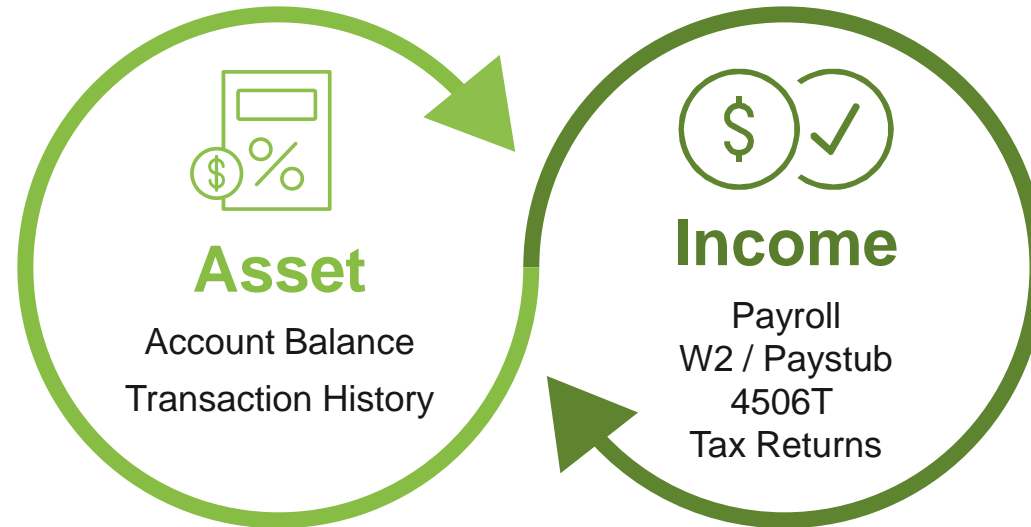 Asset
Account Balance
Transaction History
Income
Payroll
W2 / Paystub
4506T
Tax Returns